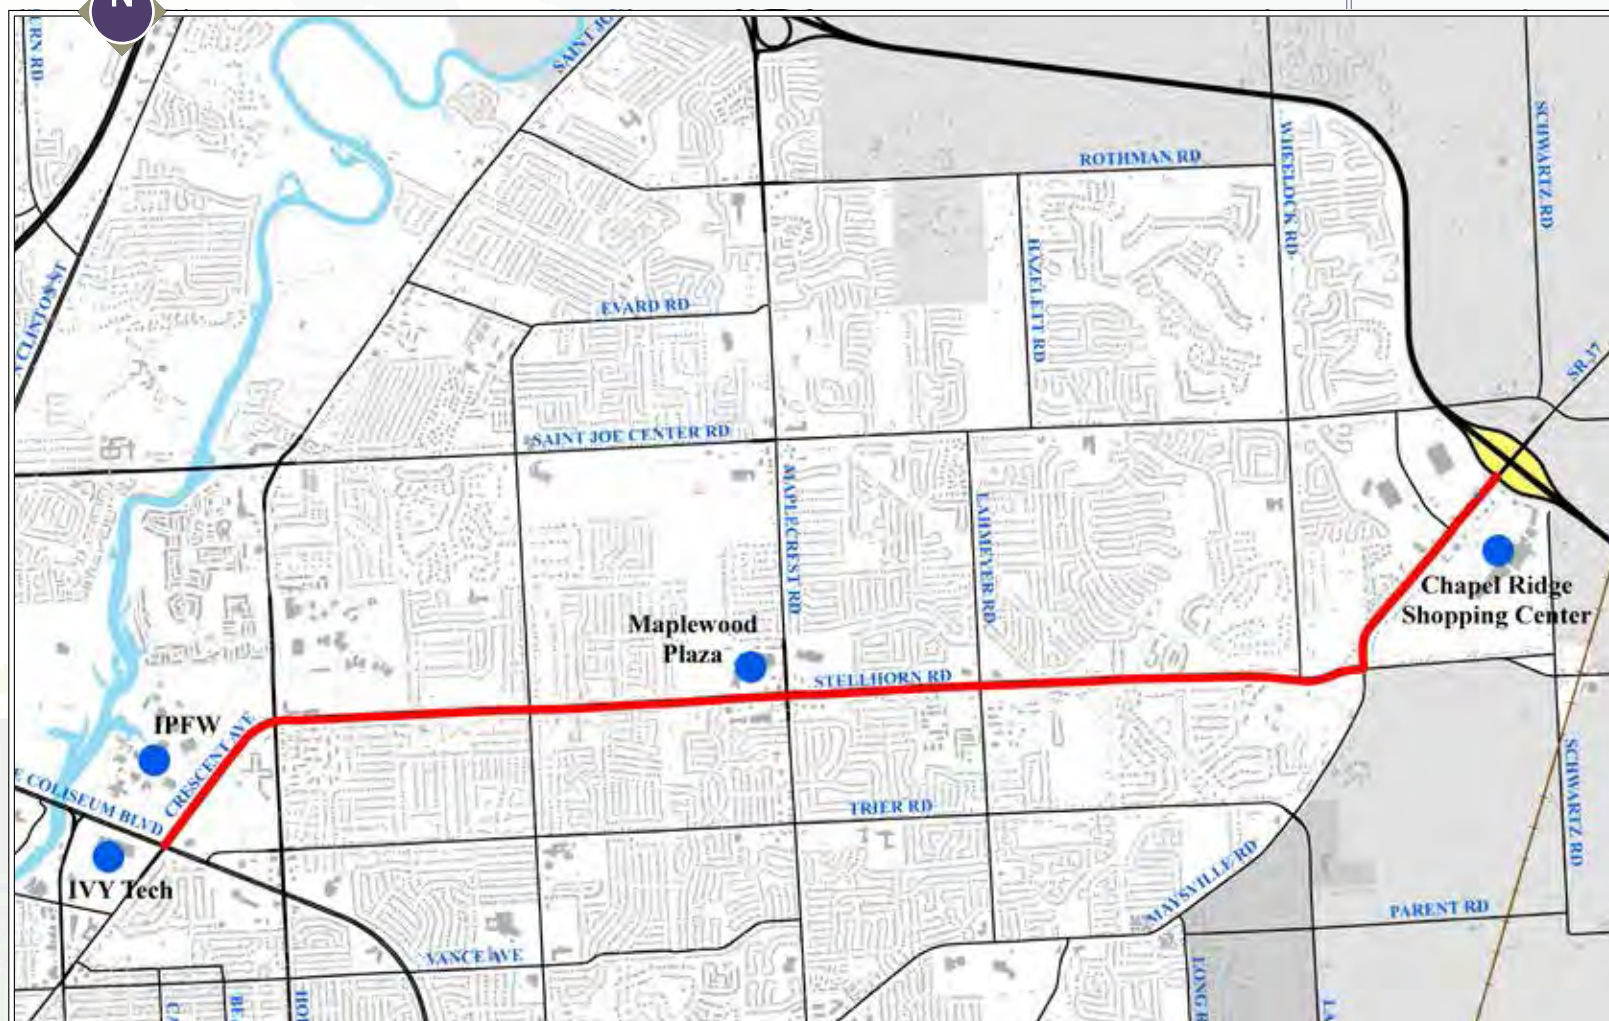 N
SAINT JO
ROTHMAN RD
WHEELOCK RD
SCHWARTZ RD
HAZELETT RD
N CLINTON ST
EVARD RD
SR 37
SAINT JOE CENTER RD
MAPLECREST RD
LAHMEYER RD
Chapel Ridge
Shopping Center
Maplewood
Plaza
STELLHORN RD
IPFW
CRESCENT AVE
E COLISEUM BLVD
TRIER RD
SCHWARTZ RD
IVY Tech
MAYSVILLE RD
PARENT RD
VANCE AVE